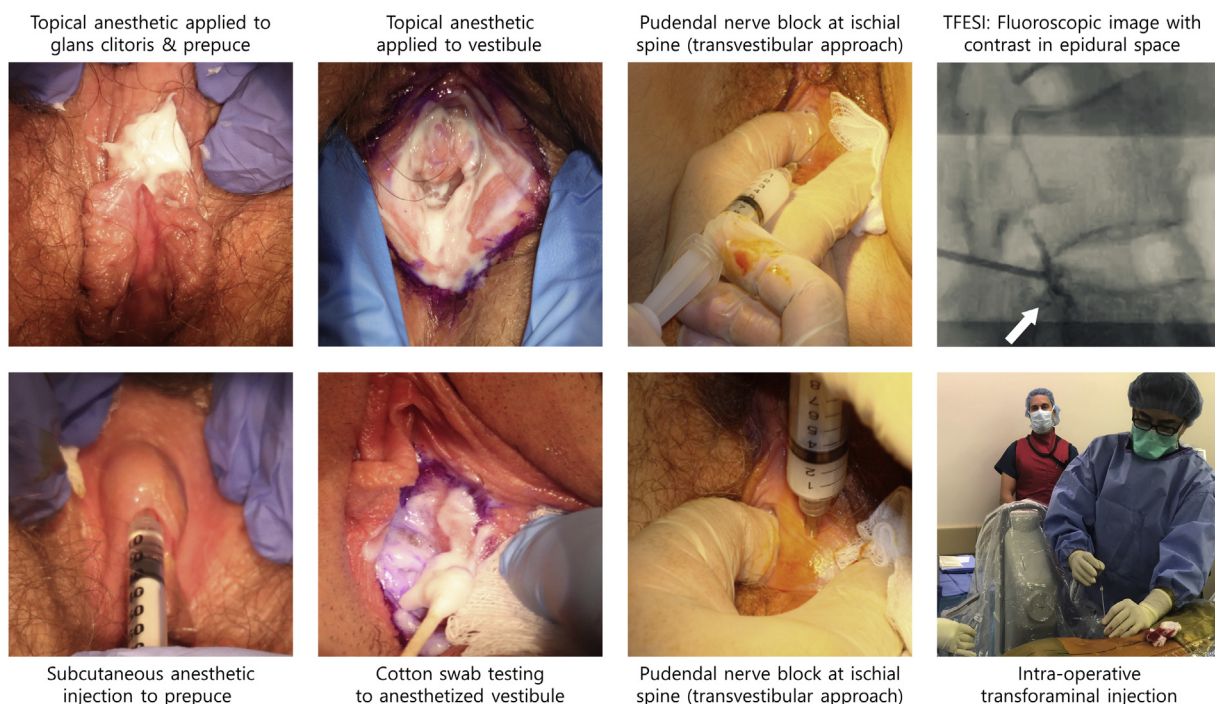 Topical anesthetic applied to
glans clitoris & prepuce
Topical anesthetic
applied to vestibule
Pudendal nerve block at ischial
spine (transvestibular approach)
TFESI: Fluoroscopic image with
contrast in epidural space
Subcutaneous anesthetic
injection to prepuce
Cotton swab testing
to anesthetized vestibule
Pudendal nerve block at ischial
spine (transvestibular approach)
Intra-operative
transforaminal injection